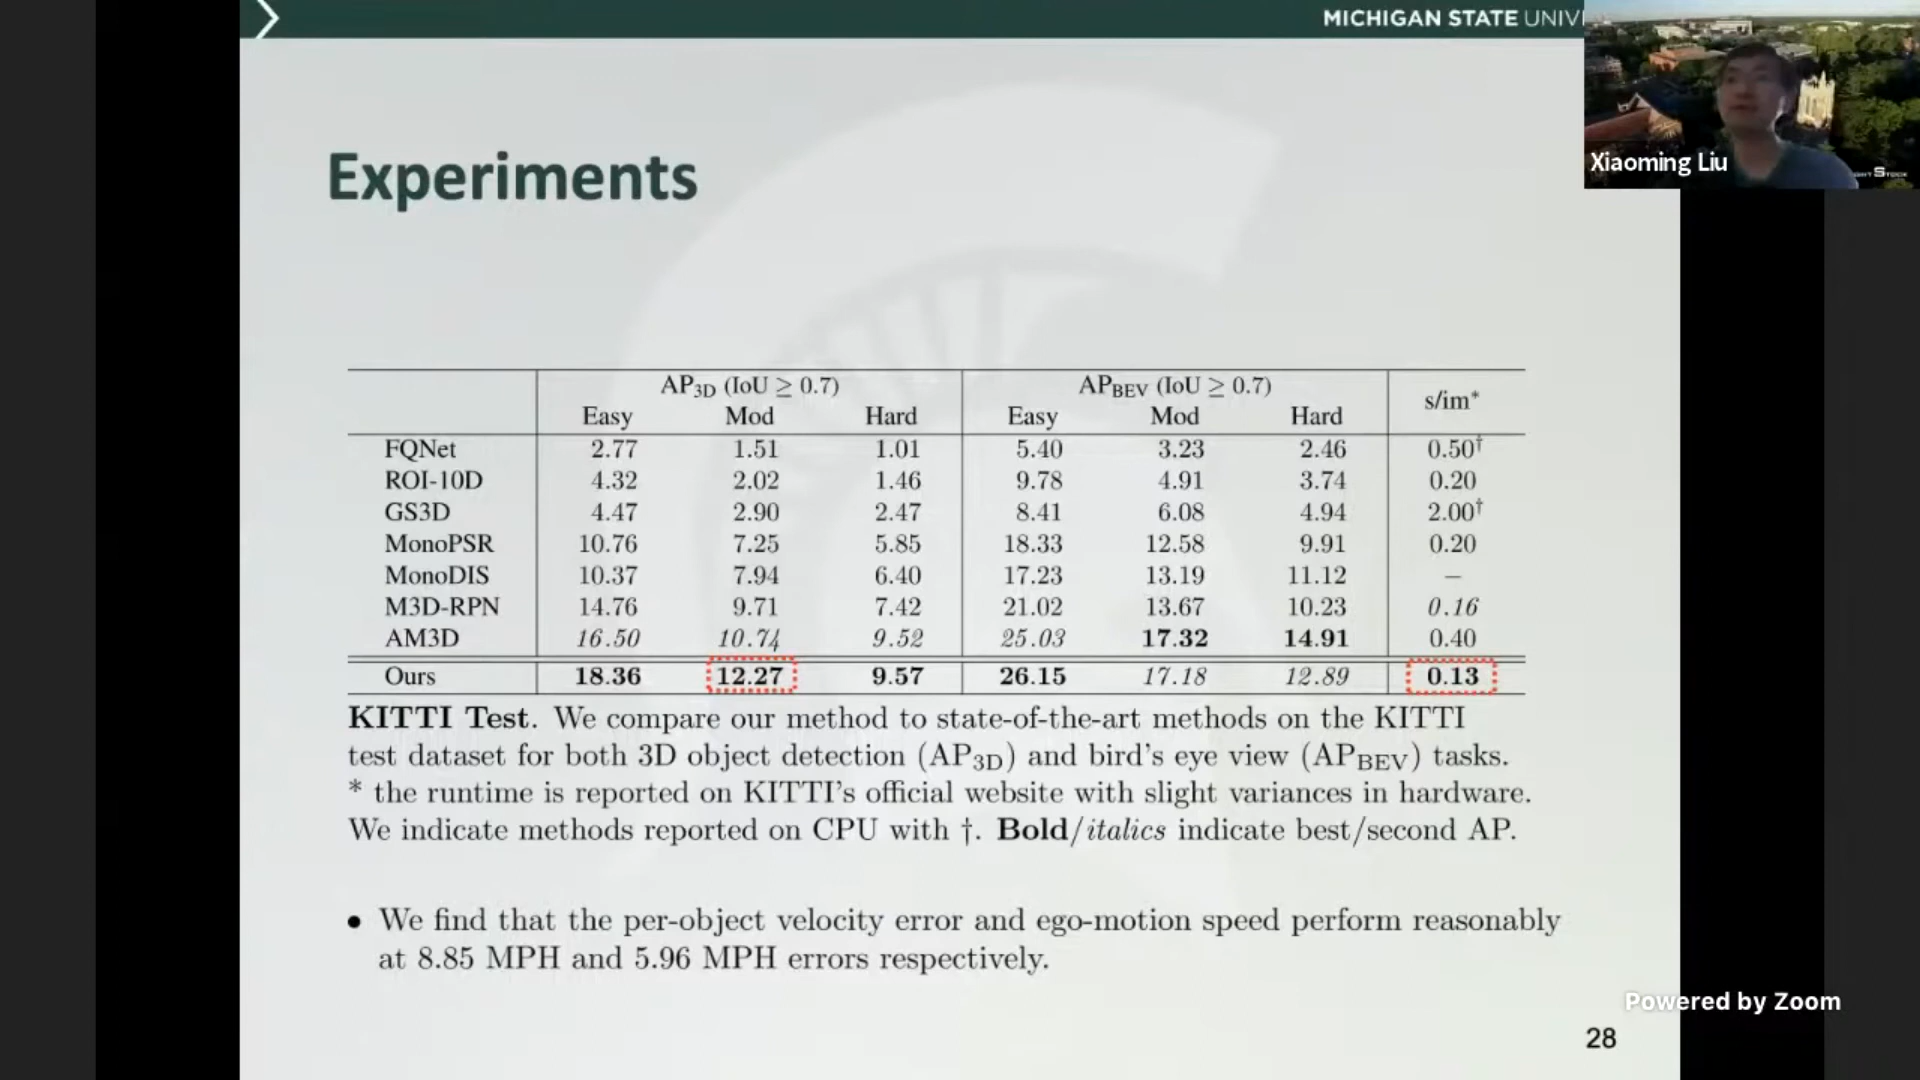 MICHIGAN STATE UNIV
Xiaoming Liu
Experiments
AP3D (IoU ≥ 0.7) APBEV (IoU ≥ 0.7) s/im*
Easy Mod Hard Easy Mod Hard
FQNet 2.77 1.51 1.01 5.40 3.23 2.46 0.50†
ROI-10D 4.32 2.02 1.46 9.78 4.91 3.74 0.20
GS3D 4.47 2.90 2.47 8.41 6.08 4.94 2.00†
MonoPSR 10.76 7.25 5.85 18.33 12.58 9.91 0.20
MonoDIS 10.37 7.94 6.40 17.23 13.19 11.12 –
M3D-RPN 14.76 9.71 7.42 21.02 13.67 10.23 0.16
AM3D 16.50 10.74 9.52 25.03 17.32 14.91 0.40
Ours 18.36 12.27 9.57 26.15 17.18 12.89 0.13
KITTI Test. We compare our method to state-of-the-art methods on the KITTI
test dataset for both 3D object detection (AP3D) and bird's eye view (APBEV) tasks.
* the runtime is reported on KITTI's official website with slight variances in hardware.
We indicate methods reported on CPU with †. Bold/italics indicate best/second AP.
• We find that the per-object velocity error and ego-motion speed perform reasonably
at 8.85 MPH and 5.96 MPH errors respectively.
Powered by Zoom
28